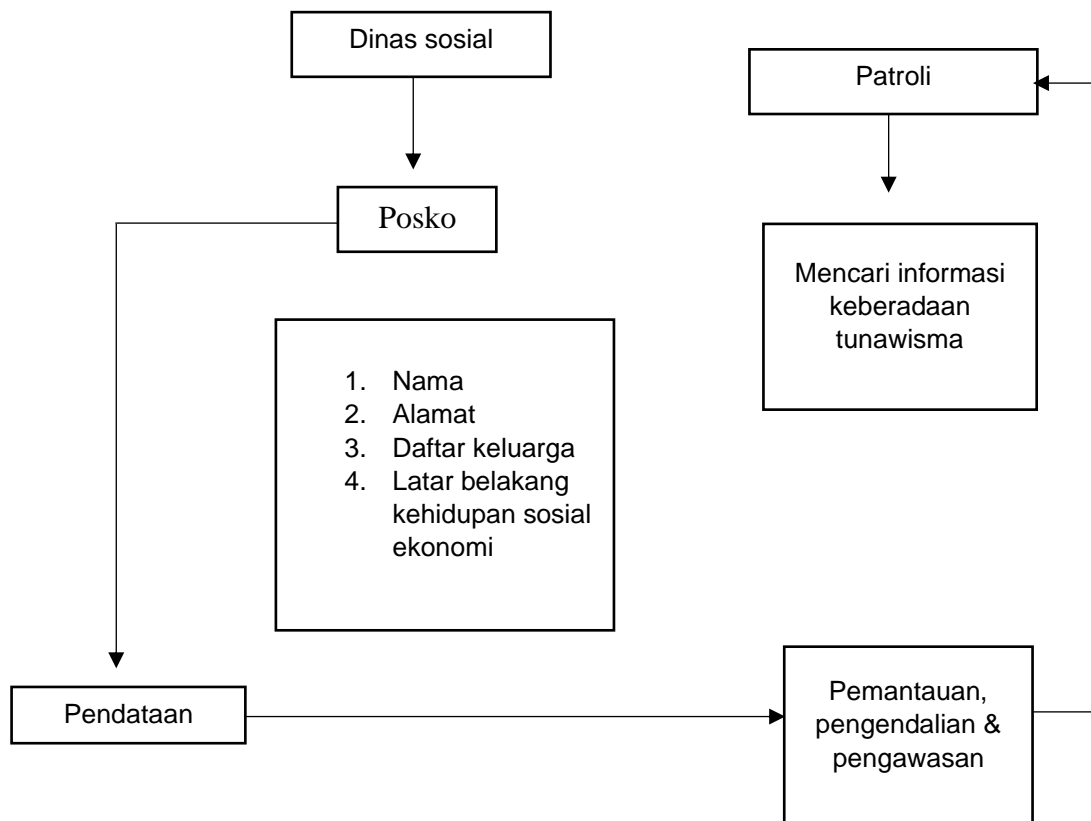 Dinas sosial
Patroli
Posko
Mencari informasi
keberadaan
tunawisma
1. Nama
2. Alamat
3. Daftar keluarga
4. Latar belakang
kehidupan sosial
ekonomi
Pendataan
Pemantauan,
pengendalian &
pengawasan